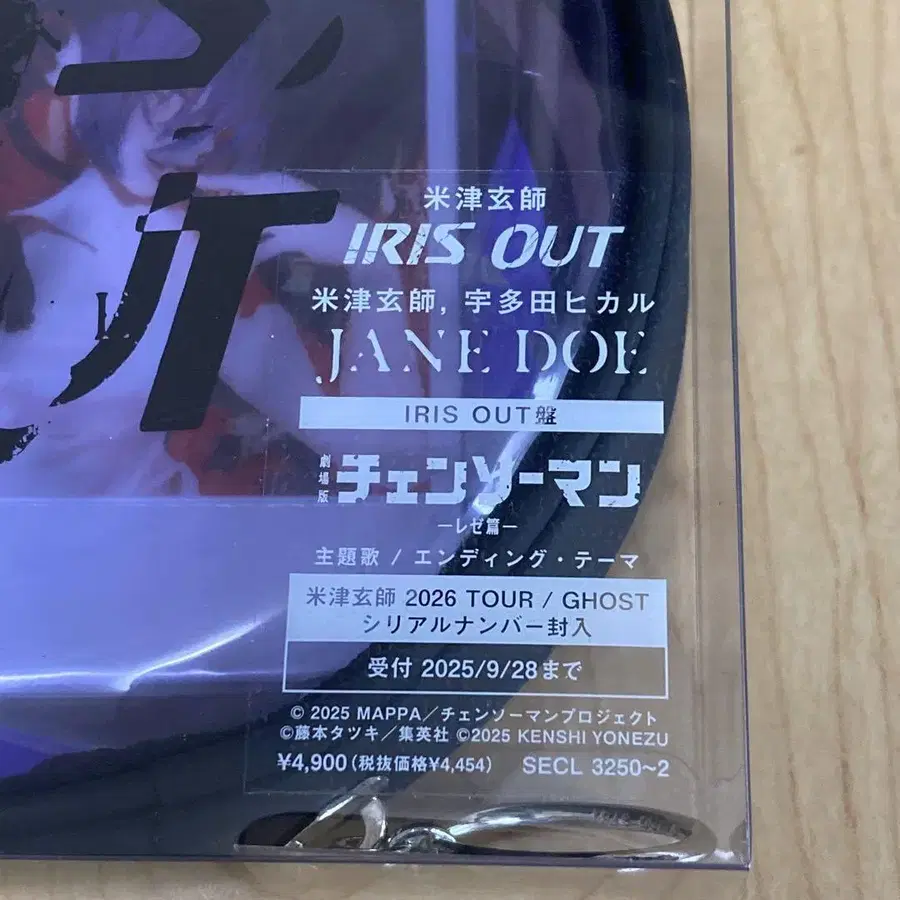 米津玄師
IRIS OUT
米津玄師, 宇多田ヒカル
JANE DOE
IRIS OUT盤
劇場版 チェンソーマン
—レゼ篇—
主題歌 / エンディング・テーマ
米津玄師 2026 TOUR / GHOST
シリアルナンバー封入
受付 2025/9/28まで
© 2025 MAPPA／チェンソーマンプロジェクト
©藤本タツキ／集英社 ©2025 KENSHI YONEZU
¥4,900(税抜価格¥4,454) SECL 3250~2